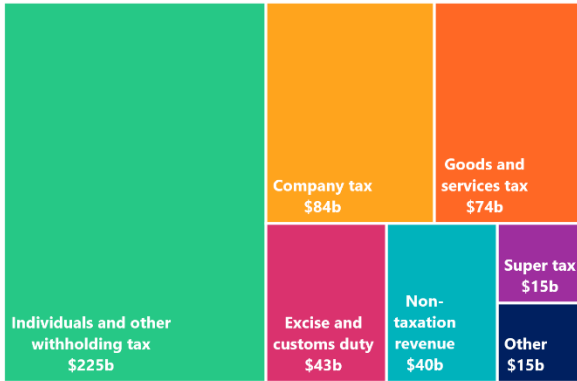 Individuals and other
withholding tax
$225b
Company tax
$84b
Goods and
services tax
$74b
Excise and
customs duty
$43b
Non-
taxation
revenue
$40b
Super tax
$15b
Other
$15b